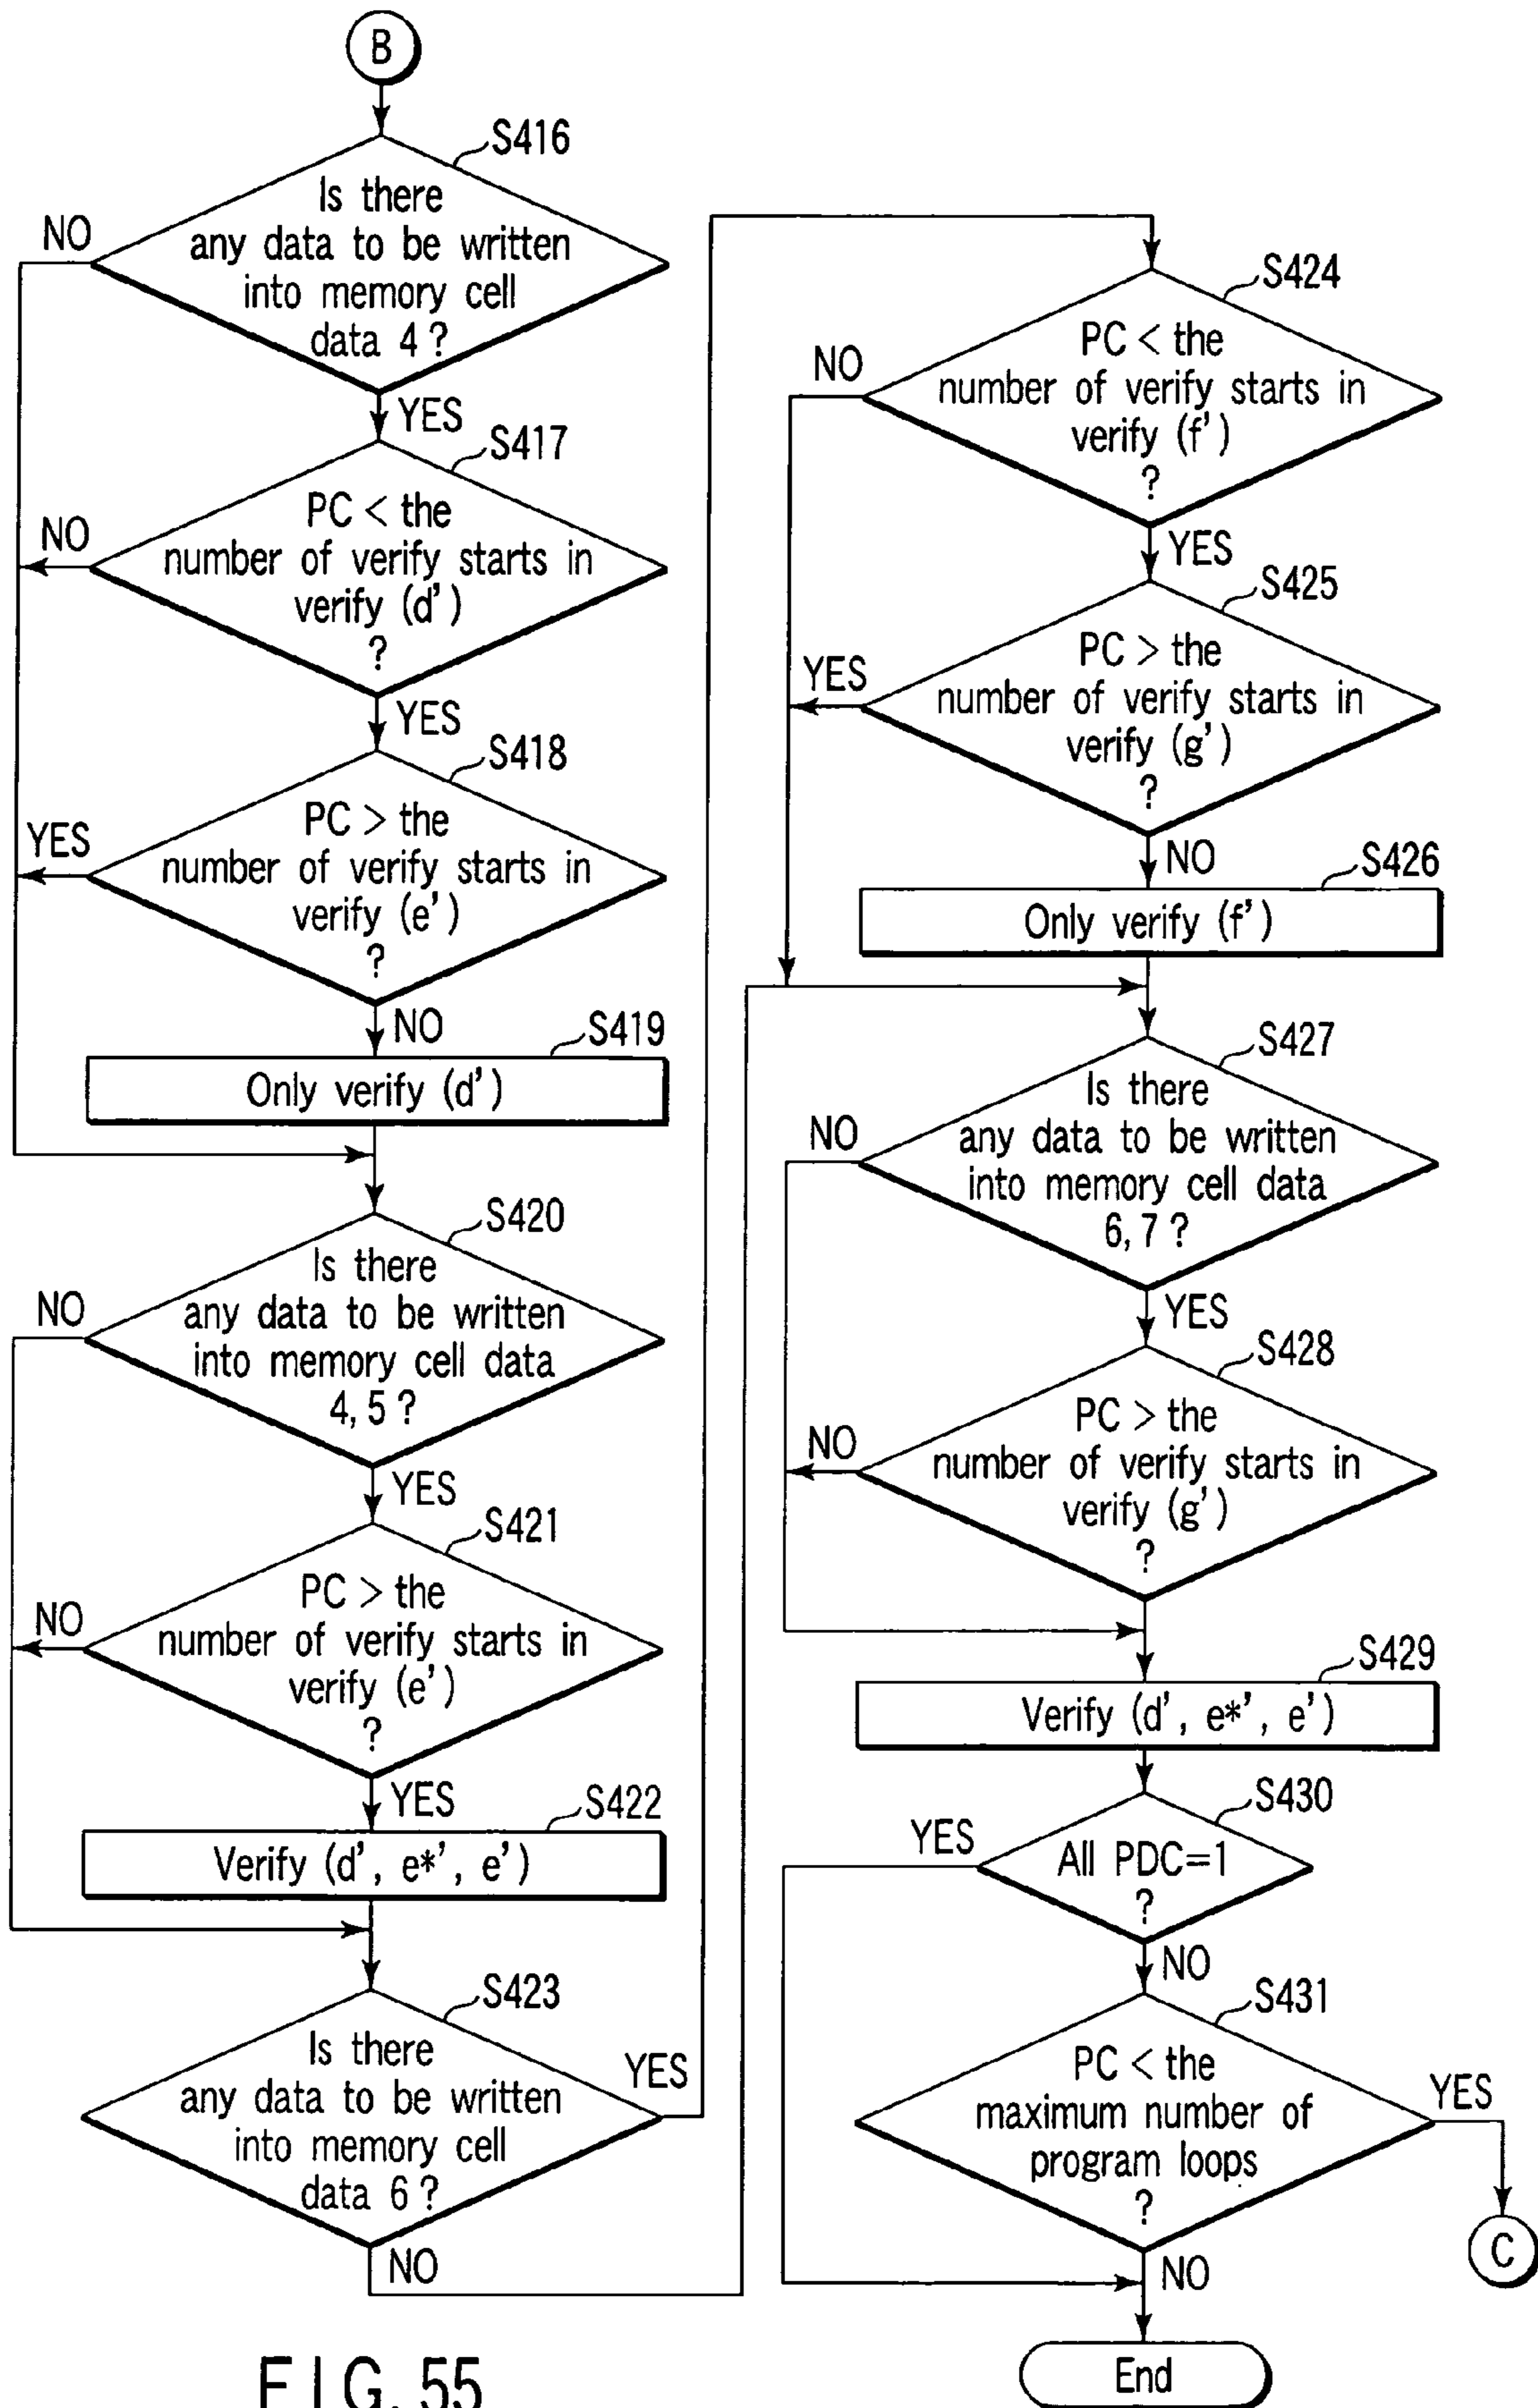 B
S416
Is there
any data to be written
into memory cell
data 4 ?
NO
YES
S417
PC < the
number of verify starts in
verify (d')
?
NO
YES
S418
PC > the
number of verify starts in
verify (e')
?
YES
NO
S419
Only verify (d')
S420
Is there
any data to be written
into memory cell data
4, 5 ?
NO
YES
S421
PC > the
number of verify starts in
verify (e')
?
NO
YES
S422
Verify (d', e*', e')
S423
Is there
any data to be written
into memory cell
data 6 ?
YES
NO
S424
PC < the
number of verify starts in
verify (f')
?
NO
YES
S425
PC > the
number of verify starts in
verify (g')
?
YES
NO
S426
Only verify (f')
S427
Is there
any data to be written
into memory cell data
6, 7 ?
NO
YES
S428
PC > the
number of verify starts in
verify (g')
?
NO
S429
Verify (d', e*', e')
S430
All PDC=1
?
YES
NO
S431
PC < the
maximum number of
program loops
?
YES
NO
C
End
FIG. 55